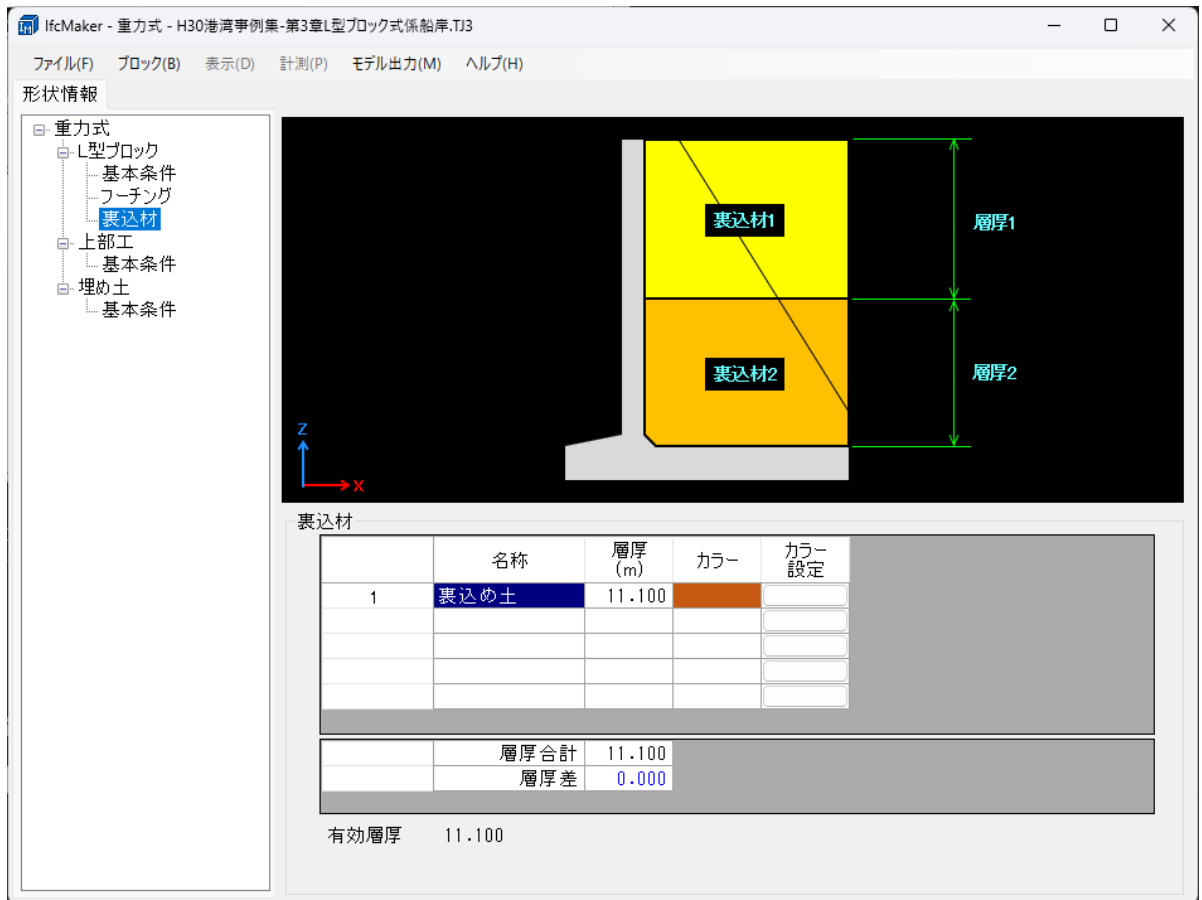 IfcMaker - 重力式 - H30港湾事例集-第3章L型ブロック式係船岸.TJ3
ファイル(F) ブロック(B) 表示(D) 計測(P) モデル出力(M) ヘルプ(H)
形状情報
重力式
L型ブロック
基本条件
フーチング
裏込材
上部工
基本条件
埋め土
基本条件
裏込材1
層厚1
裏込材2
層厚2
Z
X
裏込材
名称 層厚(m) カラー カラー設定
1 裏込め土 11.100
層厚合計 11.100
層厚差 0.000
有効層厚 11.100